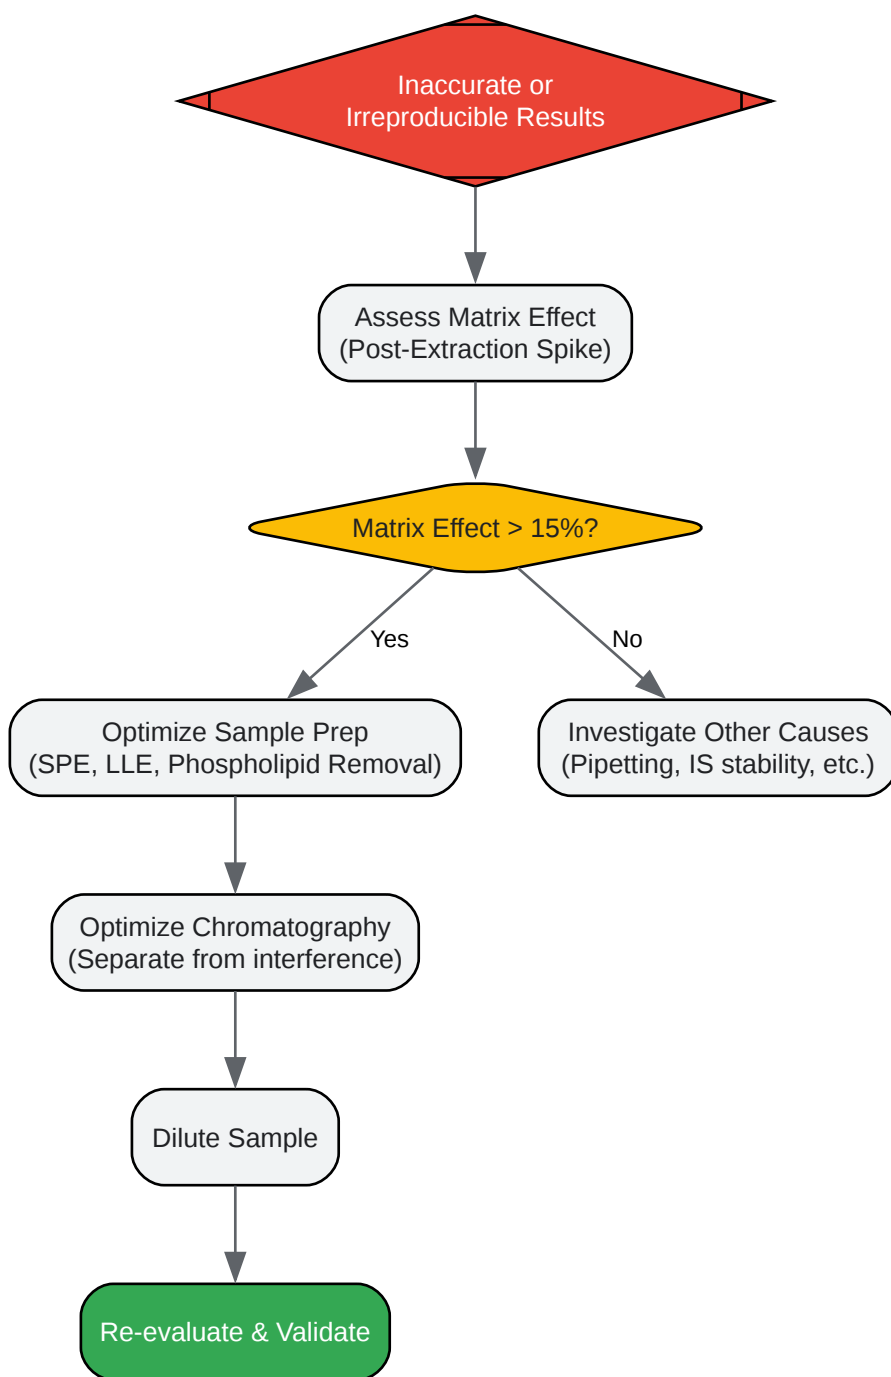 Inaccurate or
Irreproducible Results
Assess Matrix Effect
(Post-Extraction Spike)
Matrix Effect > 15%?
Yes
No
Optimize Sample Prep
(SPE, LLE, Phospholipid Removal)
Investigate Other Causes
(Pipetting, IS stability, etc.)
Optimize Chromatography
(Separate from interference)
Dilute Sample
Re-evaluate & Validate